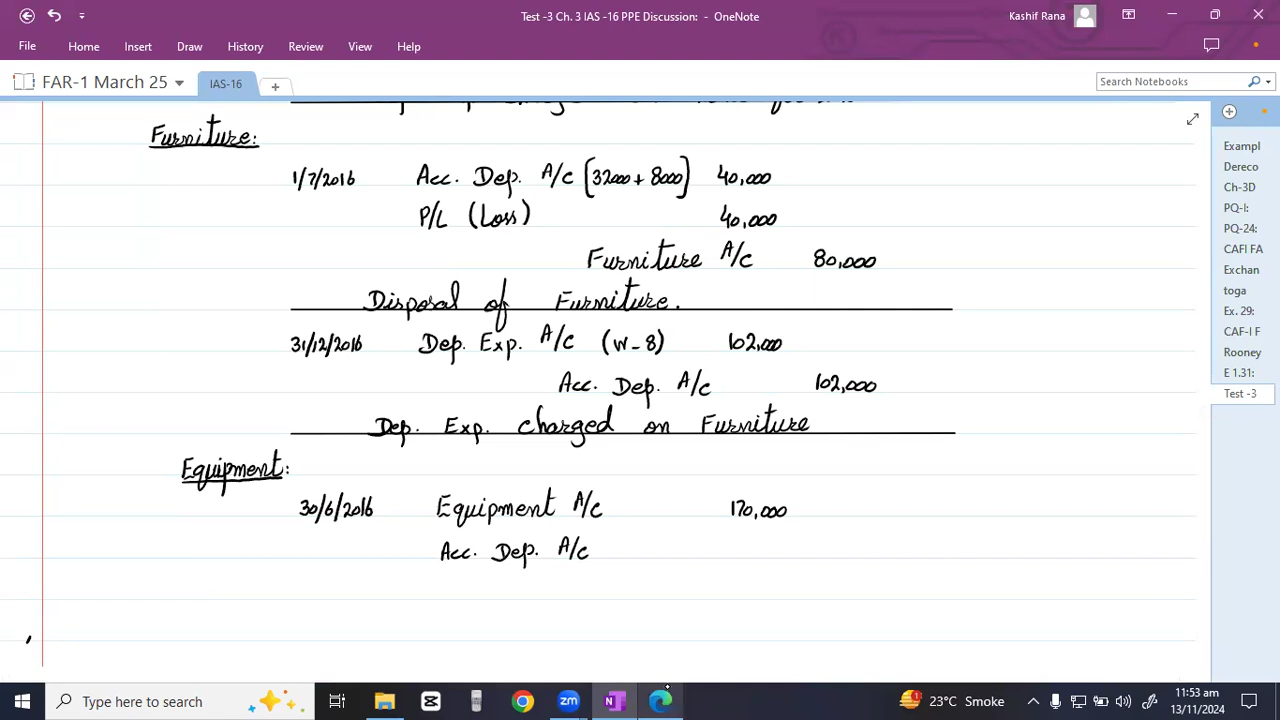 Test -3 Ch. 3 IAS -16 PPE Discussion: - OneNote
Kashif Rana
File Home Insert Draw History Review View Help
FAR-1 March 25
IAS-16
+
Search Notebooks
Furniture:
1/7/2016 Acc. Dep. A/C [32000 + 8000] 40,000
P/L (Loss) 40,000
Furniture A/C 80,000
Disposal of Furniture.
31/12/2016 Dep. Exp. A/C (W-8) 102,000
Acc. Dep. A/C 102,000
Dep. Exp. charged on Furniture
Equipment:
30/6/2016 Equipment A/C 170,000
Acc. Dep. A/C
Exampl
Dereco
Ch-3D
PQ-I:
PQ-24:
CAFI FA
Exchan
toga
Ex. 29:
CAF-I F
Rooney
E 1.31:
Test -3
Type here to search
23°C Smoke
11:53 am
13/11/2024